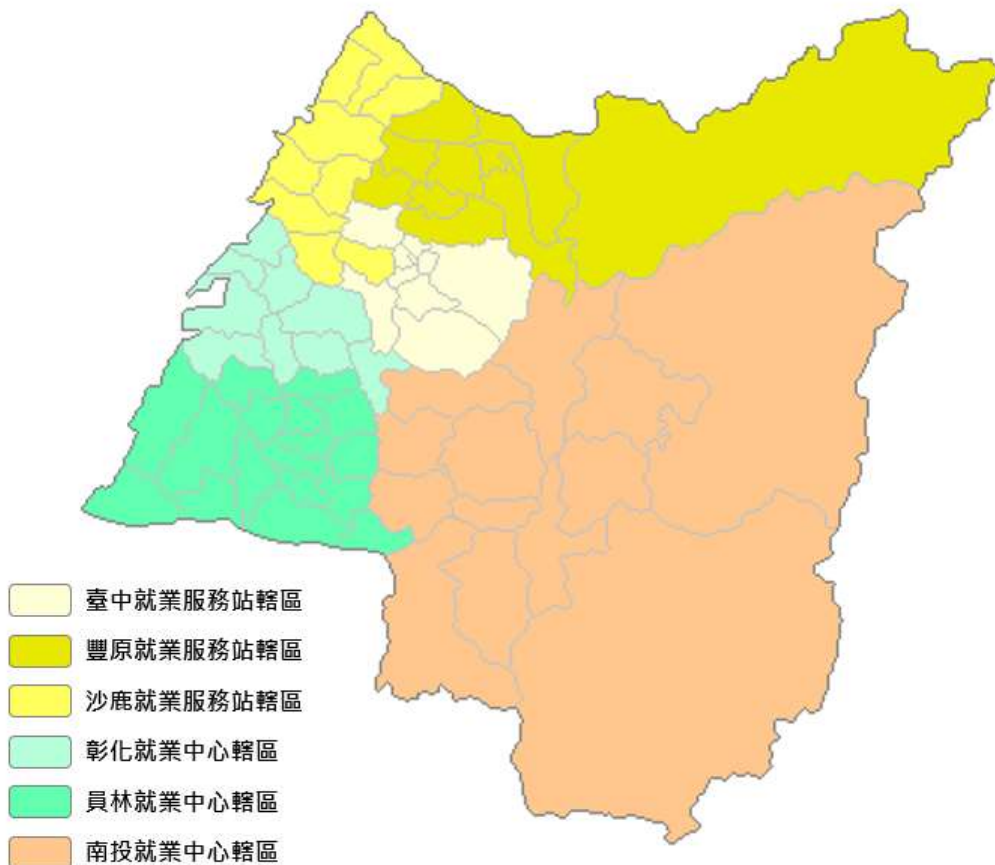 臺中就業服務站轄區
豐原就業服務站轄區
沙鹿就業服務站轄區
彰化就業中心轄區
員林就業中心轄區
南投就業中心轄區